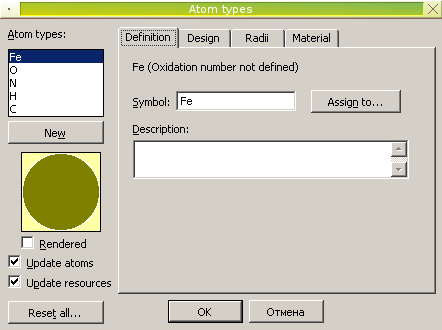 Atom types
Atom types:
Fe
O
N
H
C
New
Rendered
Update atoms
Update resources
Reset all...
Definition
Design
Radii
Material
Fe (Oxidation number not defined)
Symbol: Fe
Assign to...
Description:
OK
Отмена